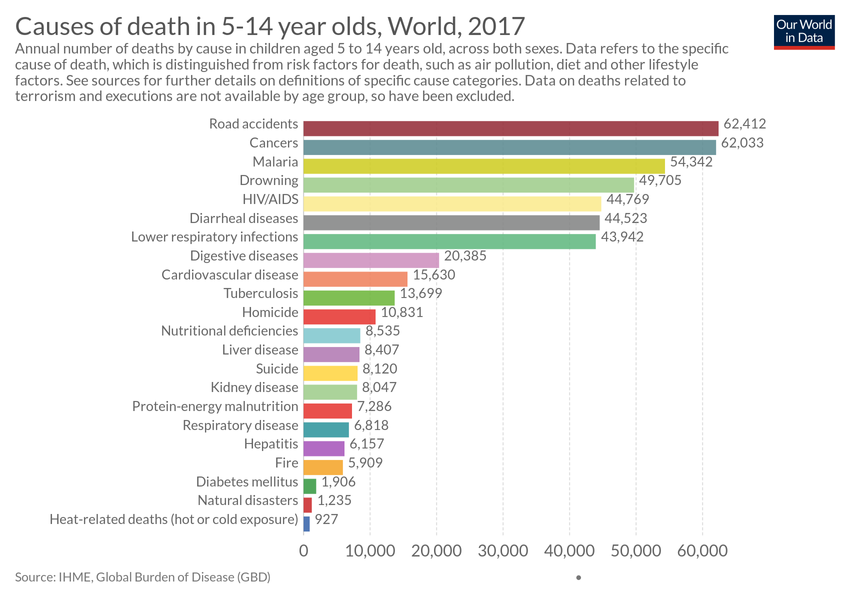 Causes of death in 5-14 year olds, World, 2017
Our World
in Data
Annual number of deaths by cause in children aged 5 to 14 years old, across both sexes. Data refers to the specific
cause of death, which is distinguished from risk factors for death, such as air pollution, diet and other lifestyle
factors. See sources for further details on definitions of specific cause categories. Data on deaths related to
terrorism and executions are not available by age group, so have been excluded.
Road accidents 62,412
Cancers 62,033
Malaria 54,342
Drowning 49,705
HIV/AIDS 44,769
Diarrheal diseases 44,523
Lower respiratory infections 43,942
Digestive diseases 20,385
Cardiovascular disease 15,630
Tuberculosis 13,699
Homicide 10,831
Nutritional deficiencies 8,535
Liver disease 8,407
Suicide 8,120
Kidney disease 8,047
Protein-energy malnutrition 7,286
Respiratory disease 6,818
Hepatitis 6,157
Fire 5,909
Diabetes mellitus 1,906
Natural disasters 1,235
Heat-related deaths (hot or cold exposure) 927
0 10,000 20,000 30,000 40,000 50,000 60,000
Source: IHME, Global Burden of Disease (GBD) •